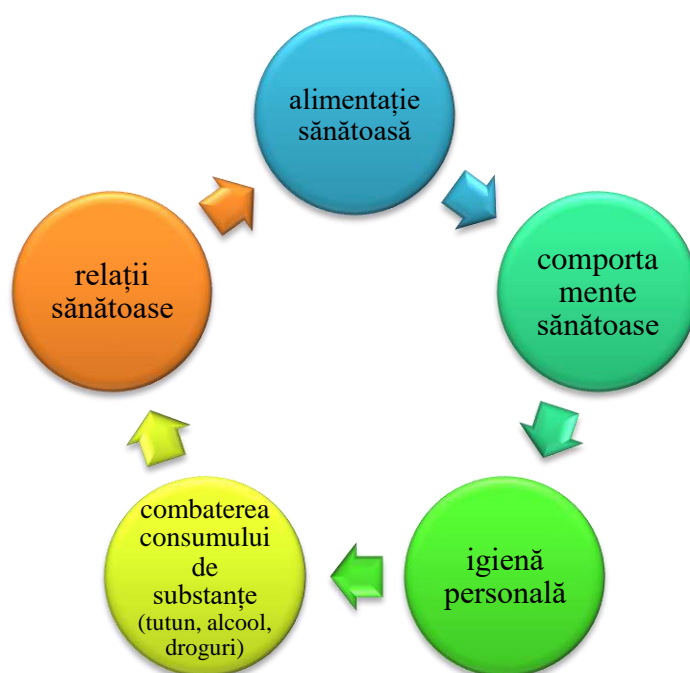 alimentație
sănătoasă
comporta
mente
sănătoase
igienă
personală
combaterea
consumului
de
substanțe
(tutun, alcool,
droguri)
relații
sănătoase